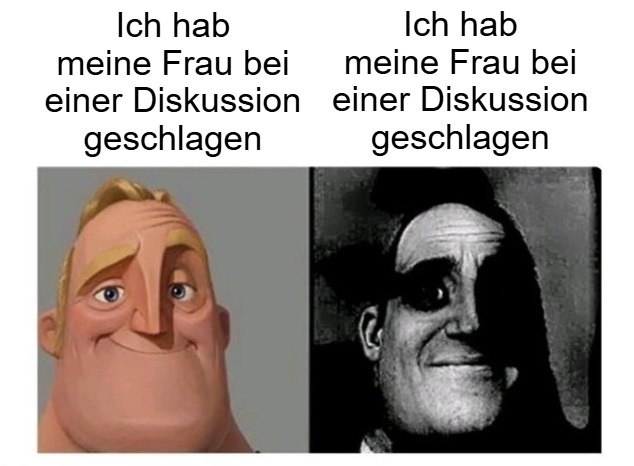 Ich hab
meine Frau bei
einer Diskussion
geschlagen
Ich hab
meine Frau bei
einer Diskussion
geschlagen